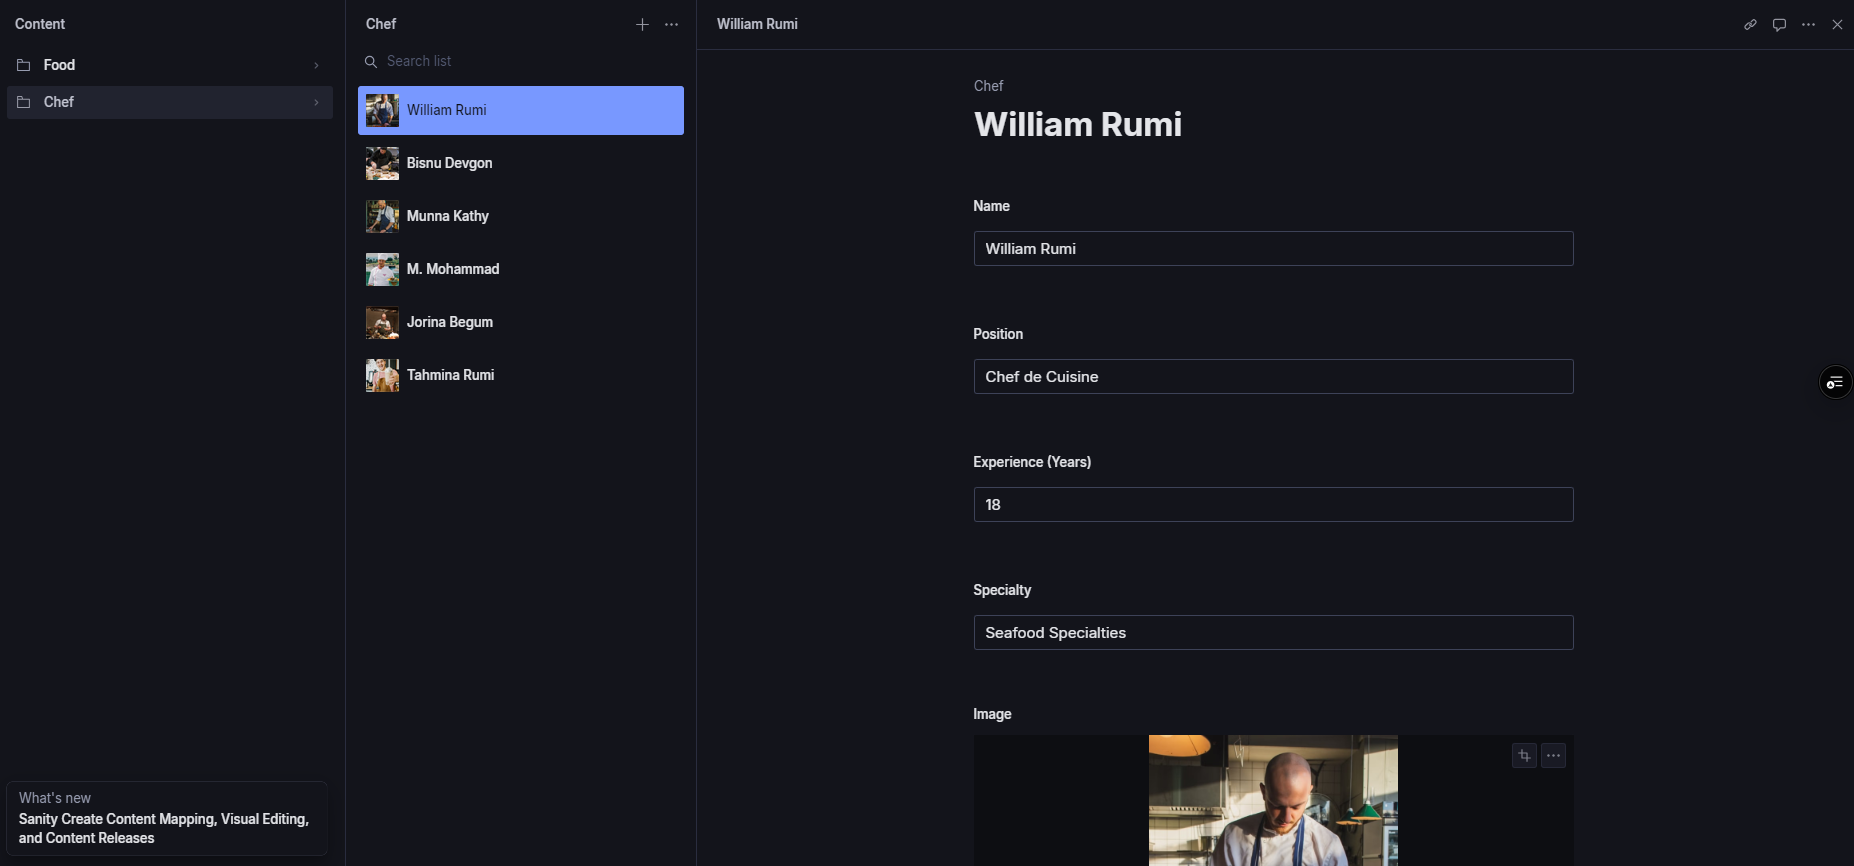 Content
Food
Chef
What's new
Sanity Create Content Mapping, Visual Editing,
and Content Releases
Chef
Search list
William Rumi
Bisnu Devgon
Munna Kathy
M. Mohammad
Jorina Begum
Tahmina Rumi
William Rumi
Chef
William Rumi
Name
William Rumi
Position
Chef de Cuisine
Experience (Years)
18
Specialty
Seafood Specialties
Image